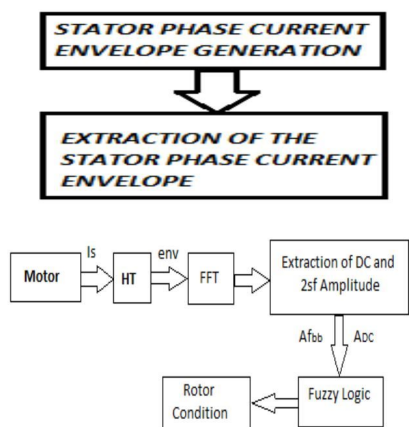 STATOR PHASE CURRENT
ENVELOPE GENERATION
EXTRACTION OF THE
STATOR PHASE CURRENT
ENVELOPE
Motor
Is
HT
env
FFT
Extraction of DC and
2sf Amplitude
Afbb
ADC
Fuzzy Logic
Rotor
Condition